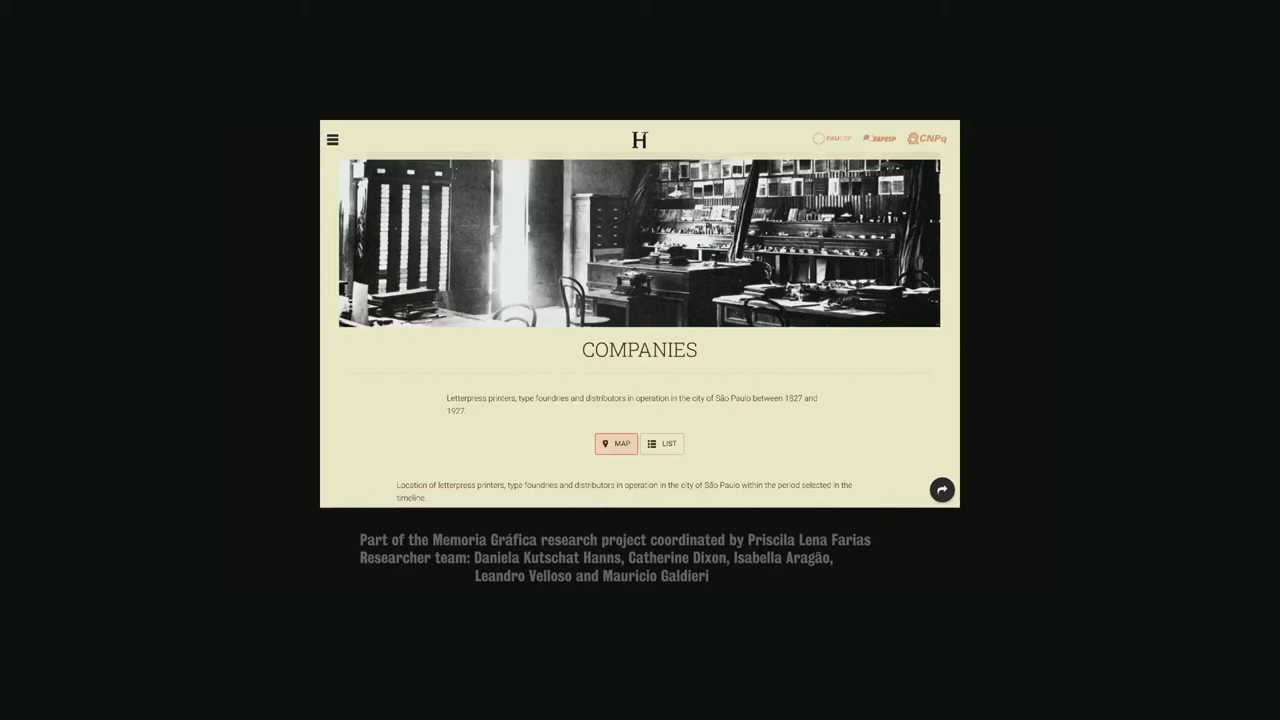 H
FAUUSP FAPESP CNPq
COMPANIES
Letterpress printers, type foundries and distributors in operation in the city of São Paulo between 1827 and
1927.
MAP LIST
Location of letterpress printers, type foundries and distributors in operation in the city of São Paulo within the period selected in the
timeline.
Part of the Memoria Gráfica research project coordinated by Priscila Lena Farias
Researcher team: Daniela Kutschat Hanns, Catherine Dixon, Isabella Aragão,
Leandro Velloso and Mauricio Galdieri